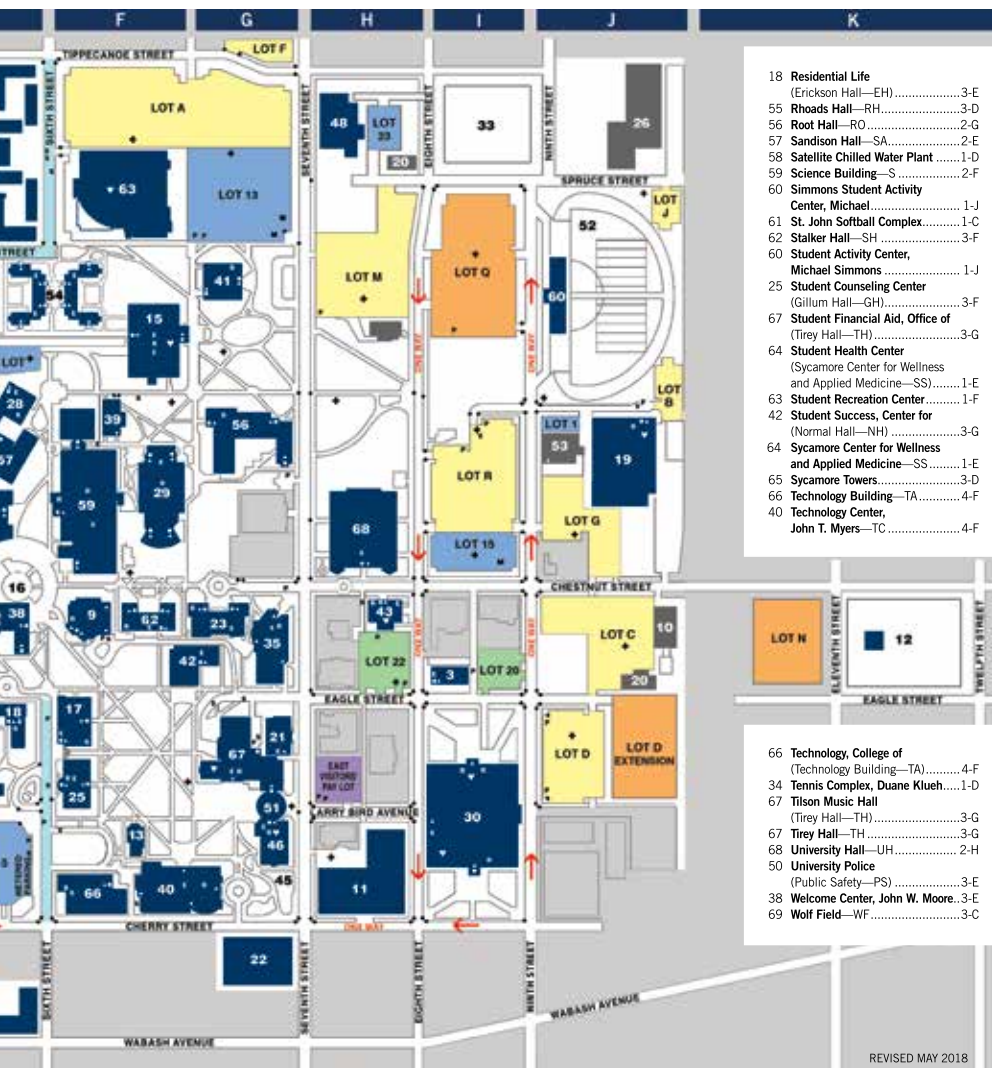 F G H I J K
TIPPECANOE STREET
LOT F
LOT A
SIXTH STREET
SEVENTH STREET
48
LOT
33
20
EIGHTH STREET
33
NINTH STREET
26
63
LOT 13
SPRUCE STREET
LOT
J
52
STREET
54
41
LOT M
LOT Q
60
15
ONE WAY
ONE WAY
LOT
28
39
56
LOT
B
LOT 1
53
19
57
59
29
LOT R
68
LOT G
LOT 15
CHESTNUT STREET
16
38
9
62
23
35
43
LOT 22
ONE WAY
3
LOT 20
ONE WAY
LOT C
10
20
LOT N
ELEVENTH STREET
12
TWELFTH STREET
42
EAGLE STREET
EAGLE STREET
18
17
67
21
25
51
EAST
VISITORS
PAY LOT
LOT D
LOT D
EXTENSION
ARRY BIRD AVENUE
30
13
46
5
METERED
PARKING
66
40
45
11
CHERRY STREET
ONE WAY
22
SIXTH STREET
SEVENTH STREET
EIGHTH STREET
NINTH STREET
WABASH AVENUE
WABASH AVENUE
18 Residential Life
(Erickson Hall—EH)...................3-E
55 Rhoads Hall—RH.......................3-D
56 Root Hall—RO............................2-G
57 Sandison Hall—SA......................2-E
58 Satellite Chilled Water Plant ......1-D
59 Science Building—S ..................2-F
60 Simmons Student Activity
Center, Michael............................ 1-J
61 St. John Softball Complex..........1-C
62 Stalker Hall—SH ........................3-F
60 Student Activity Center,
Michael Simmons ....................... 1-J
25 Student Counseling Center
(Gillum Hall—GH)........................3-F
67 Student Financial Aid, Office of
(Tirey Hall—TH)..........................3-G
64 Student Health Center
(Sycamore Center for Wellness
and Applied Medicine—SS)........1-E
63 Student Recreation Center..........1-F
42 Student Success, Center for
(Normal Hall—NH) .....................3-G
64 Sycamore Center for Wellness
and Applied Medicine—SS.........1-E
65 Sycamore Towers.........................3-D
66 Technology Building—TA............4-F
40 Technology Center,
John T. Myers—TC .....................4-F
66 Technology, College of
(Technology Building—TA)..........4-F
34 Tennis Complex, Duane Klueh.....1-D
67 Tilson Music Hall
(Tirey Hall—TH)..........................3-G
67 Tirey Hall—TH ...........................3-G
68 University Hall—UH...................2-H
50 University Police
(Public Safety—PS) ....................3-E
38 Welcome Center, John W. Moore..3-E
69 Wolf Field—WF...........................3-C
REVISED MAY 2018